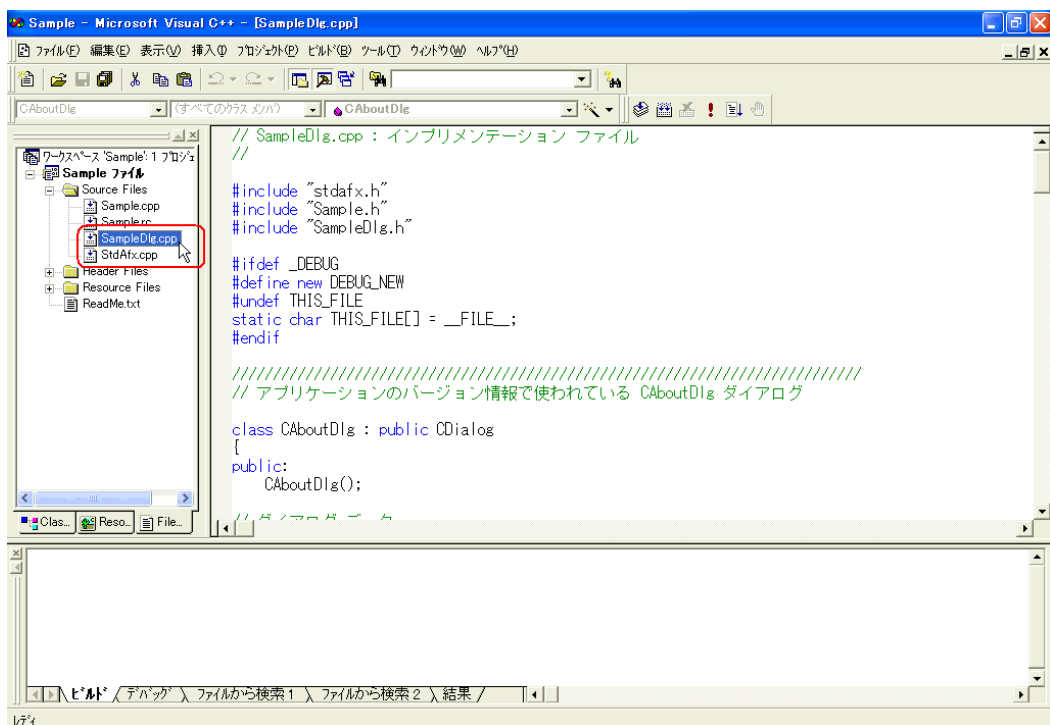 Sample - Microsoft Visual C++ - [SampleDlg.cpp]
ファイル(F) 編集(E) 表示(V) 挿入(I) プロジェクト(P) ビルド(B) ツール(T) ウィンドウ(W) ヘルプ(H)
CAboutDlg (すべてのクラス メンバ) CAboutDlg
ワークスペース 'Sample': 1 プロジェ
Sample ファイル
Source Files
Sample.cpp
Sample.rc
SampleDlg.cpp
StdAfx.cpp
Header Files
Resource Files
ReadMe.txt
Clas... Reso... File...
// SampleDlg.cpp : インプリメンテーション ファイル
//
#include "stdafx.h"
#include "Sample.h"
#include "SampleDlg.h"
#ifdef _DEBUG
#define new DEBUG_NEW
#undef THIS_FILE
static char THIS_FILE[] = __FILE__;
#endif
/////////////////////////////////////////////////////////////////////////////
// アプリケーションのバージョン情報で使われている CAboutDlg ダイアログ
class CAboutDlg : public CDialog
{
public:
CAboutDlg();
// ダイアログ データ
ビルド デバッグ ファイルから検索 1 ファイルから検索 2 結果
レディ